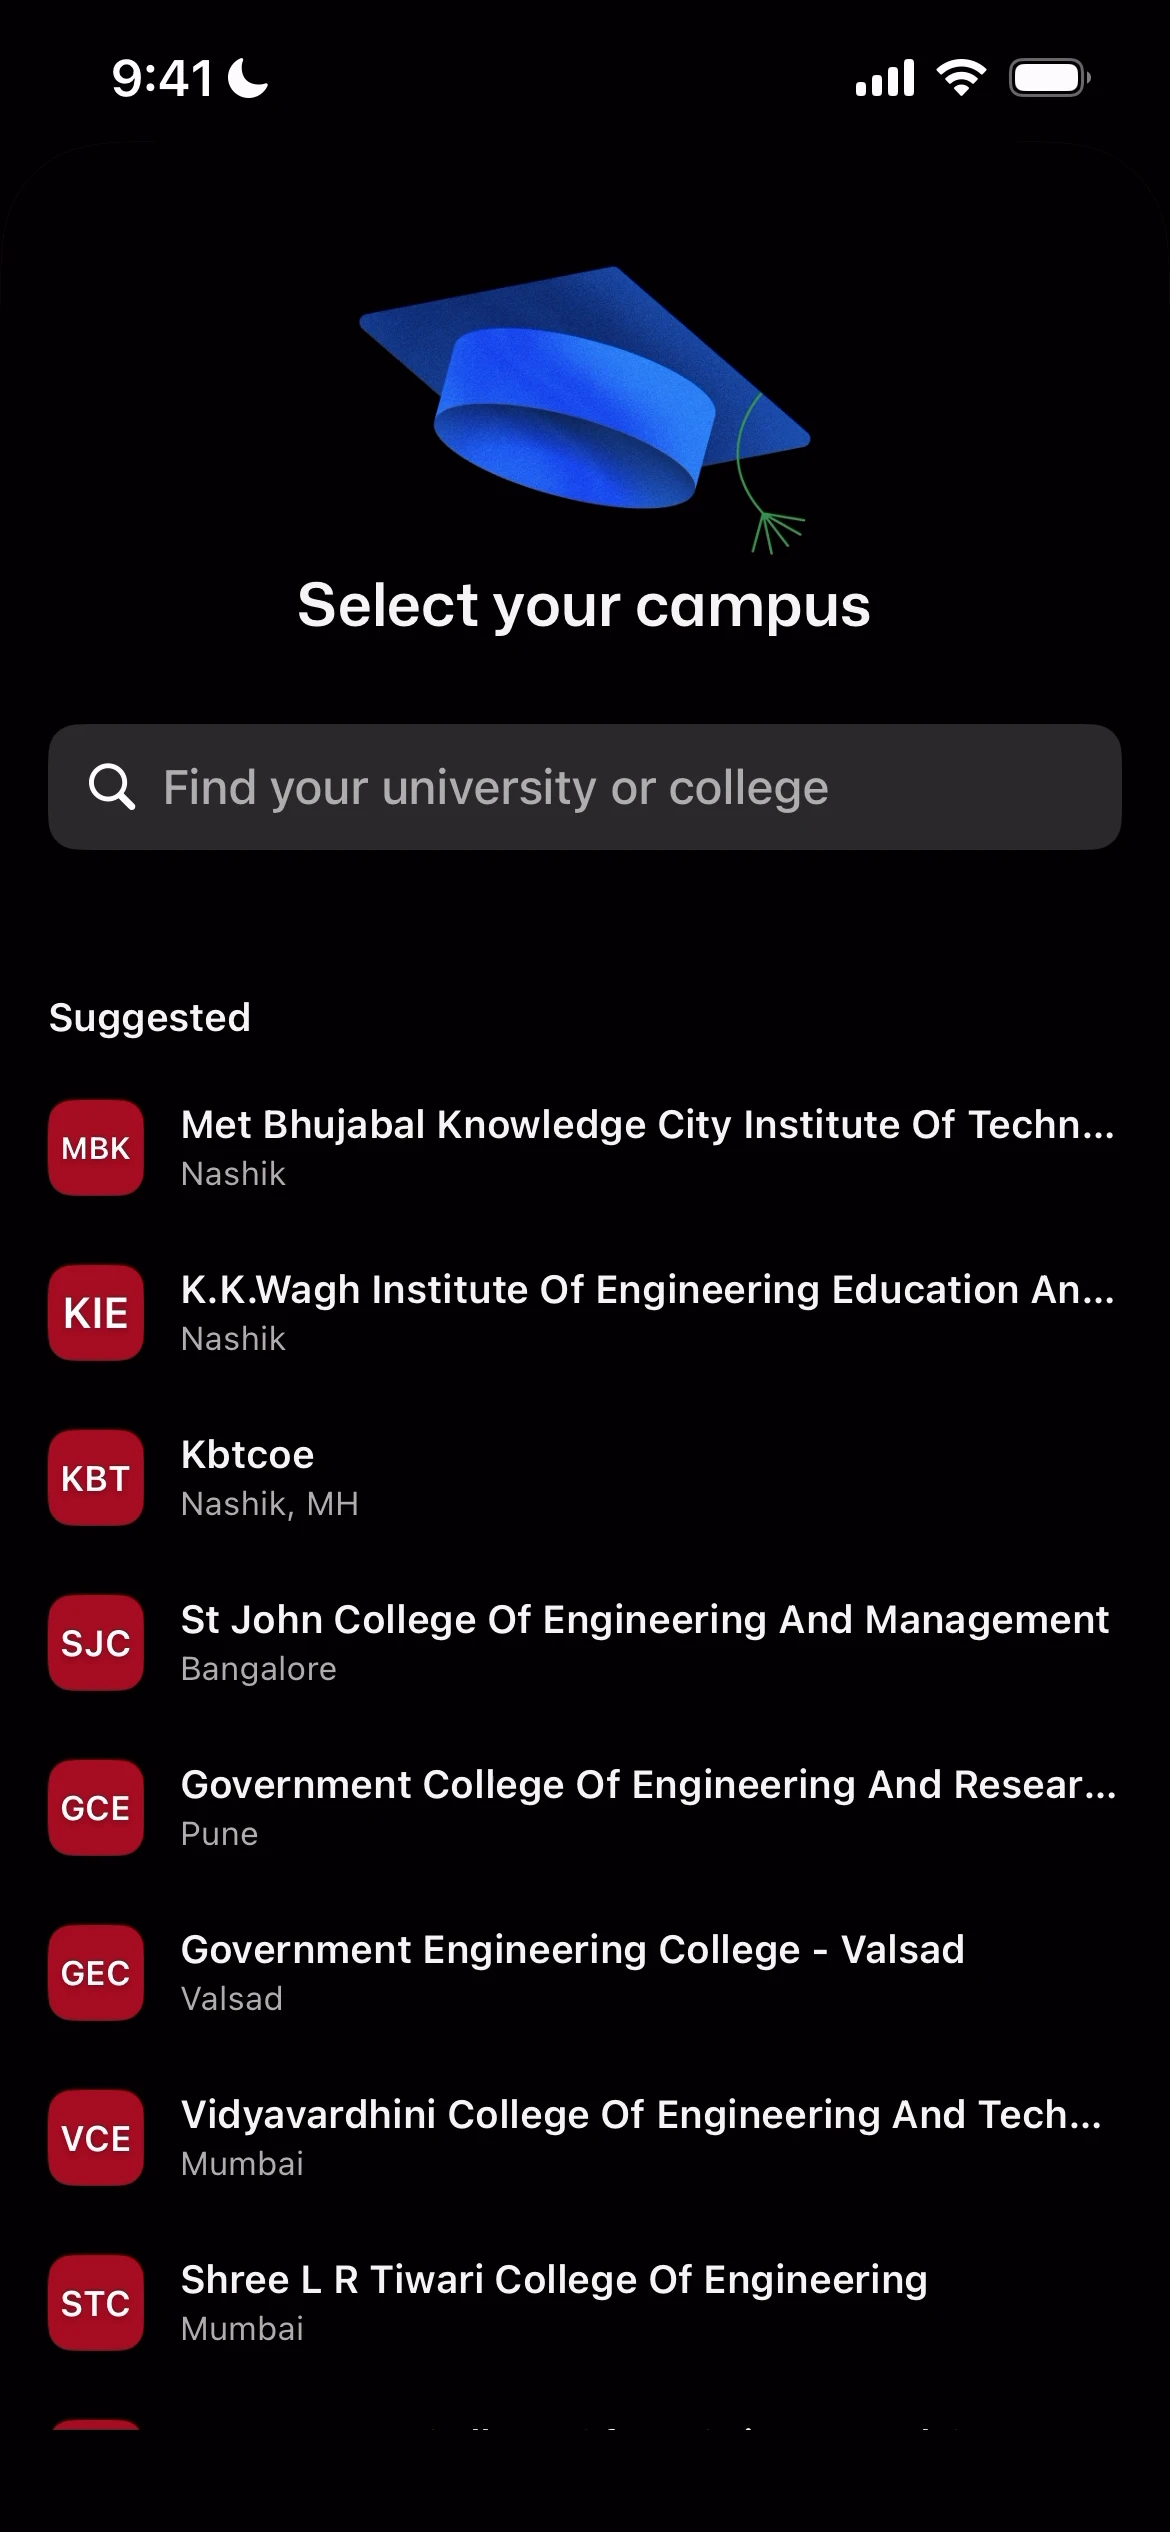 9:41
Select your campus
Find your university or college
Suggested
MBK
Met Bhujabal Knowledge City Institute Of Techn...
Nashik
KIE
K.K.Wagh Institute Of Engineering Education An...
Nashik
KBT
Kbtcoe
Nashik, MH
SJC
St John College Of Engineering And Management
Bangalore
GCE
Government College Of Engineering And Resear...
Pune
GEC
Government Engineering College - Valsad
Valsad
VCE
Vidyavardhini College Of Engineering And Tech...
Mumbai
STC
Shree L R Tiwari College Of Engineering
Mumbai